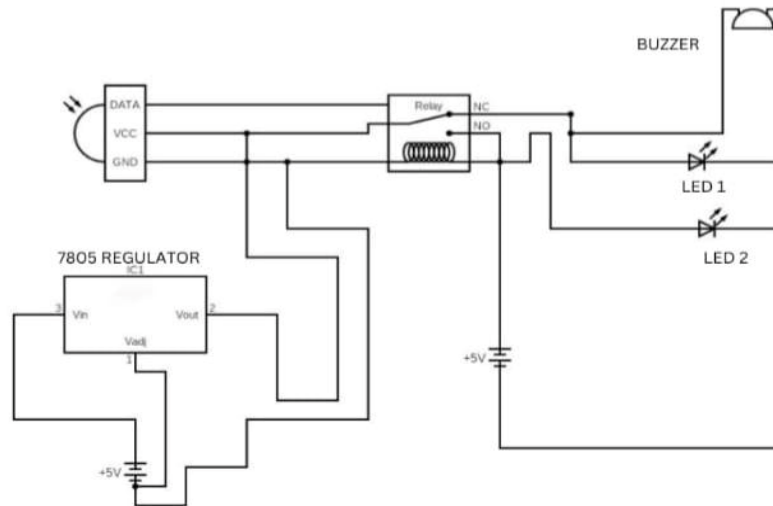 BUZZER
DATA
Relay
NC
VCC
NO
GND
LED 1
LED 2
7805 REGULATOR
IC1
3
Vin
Vout
2
Vadj
1
+5V
+5V